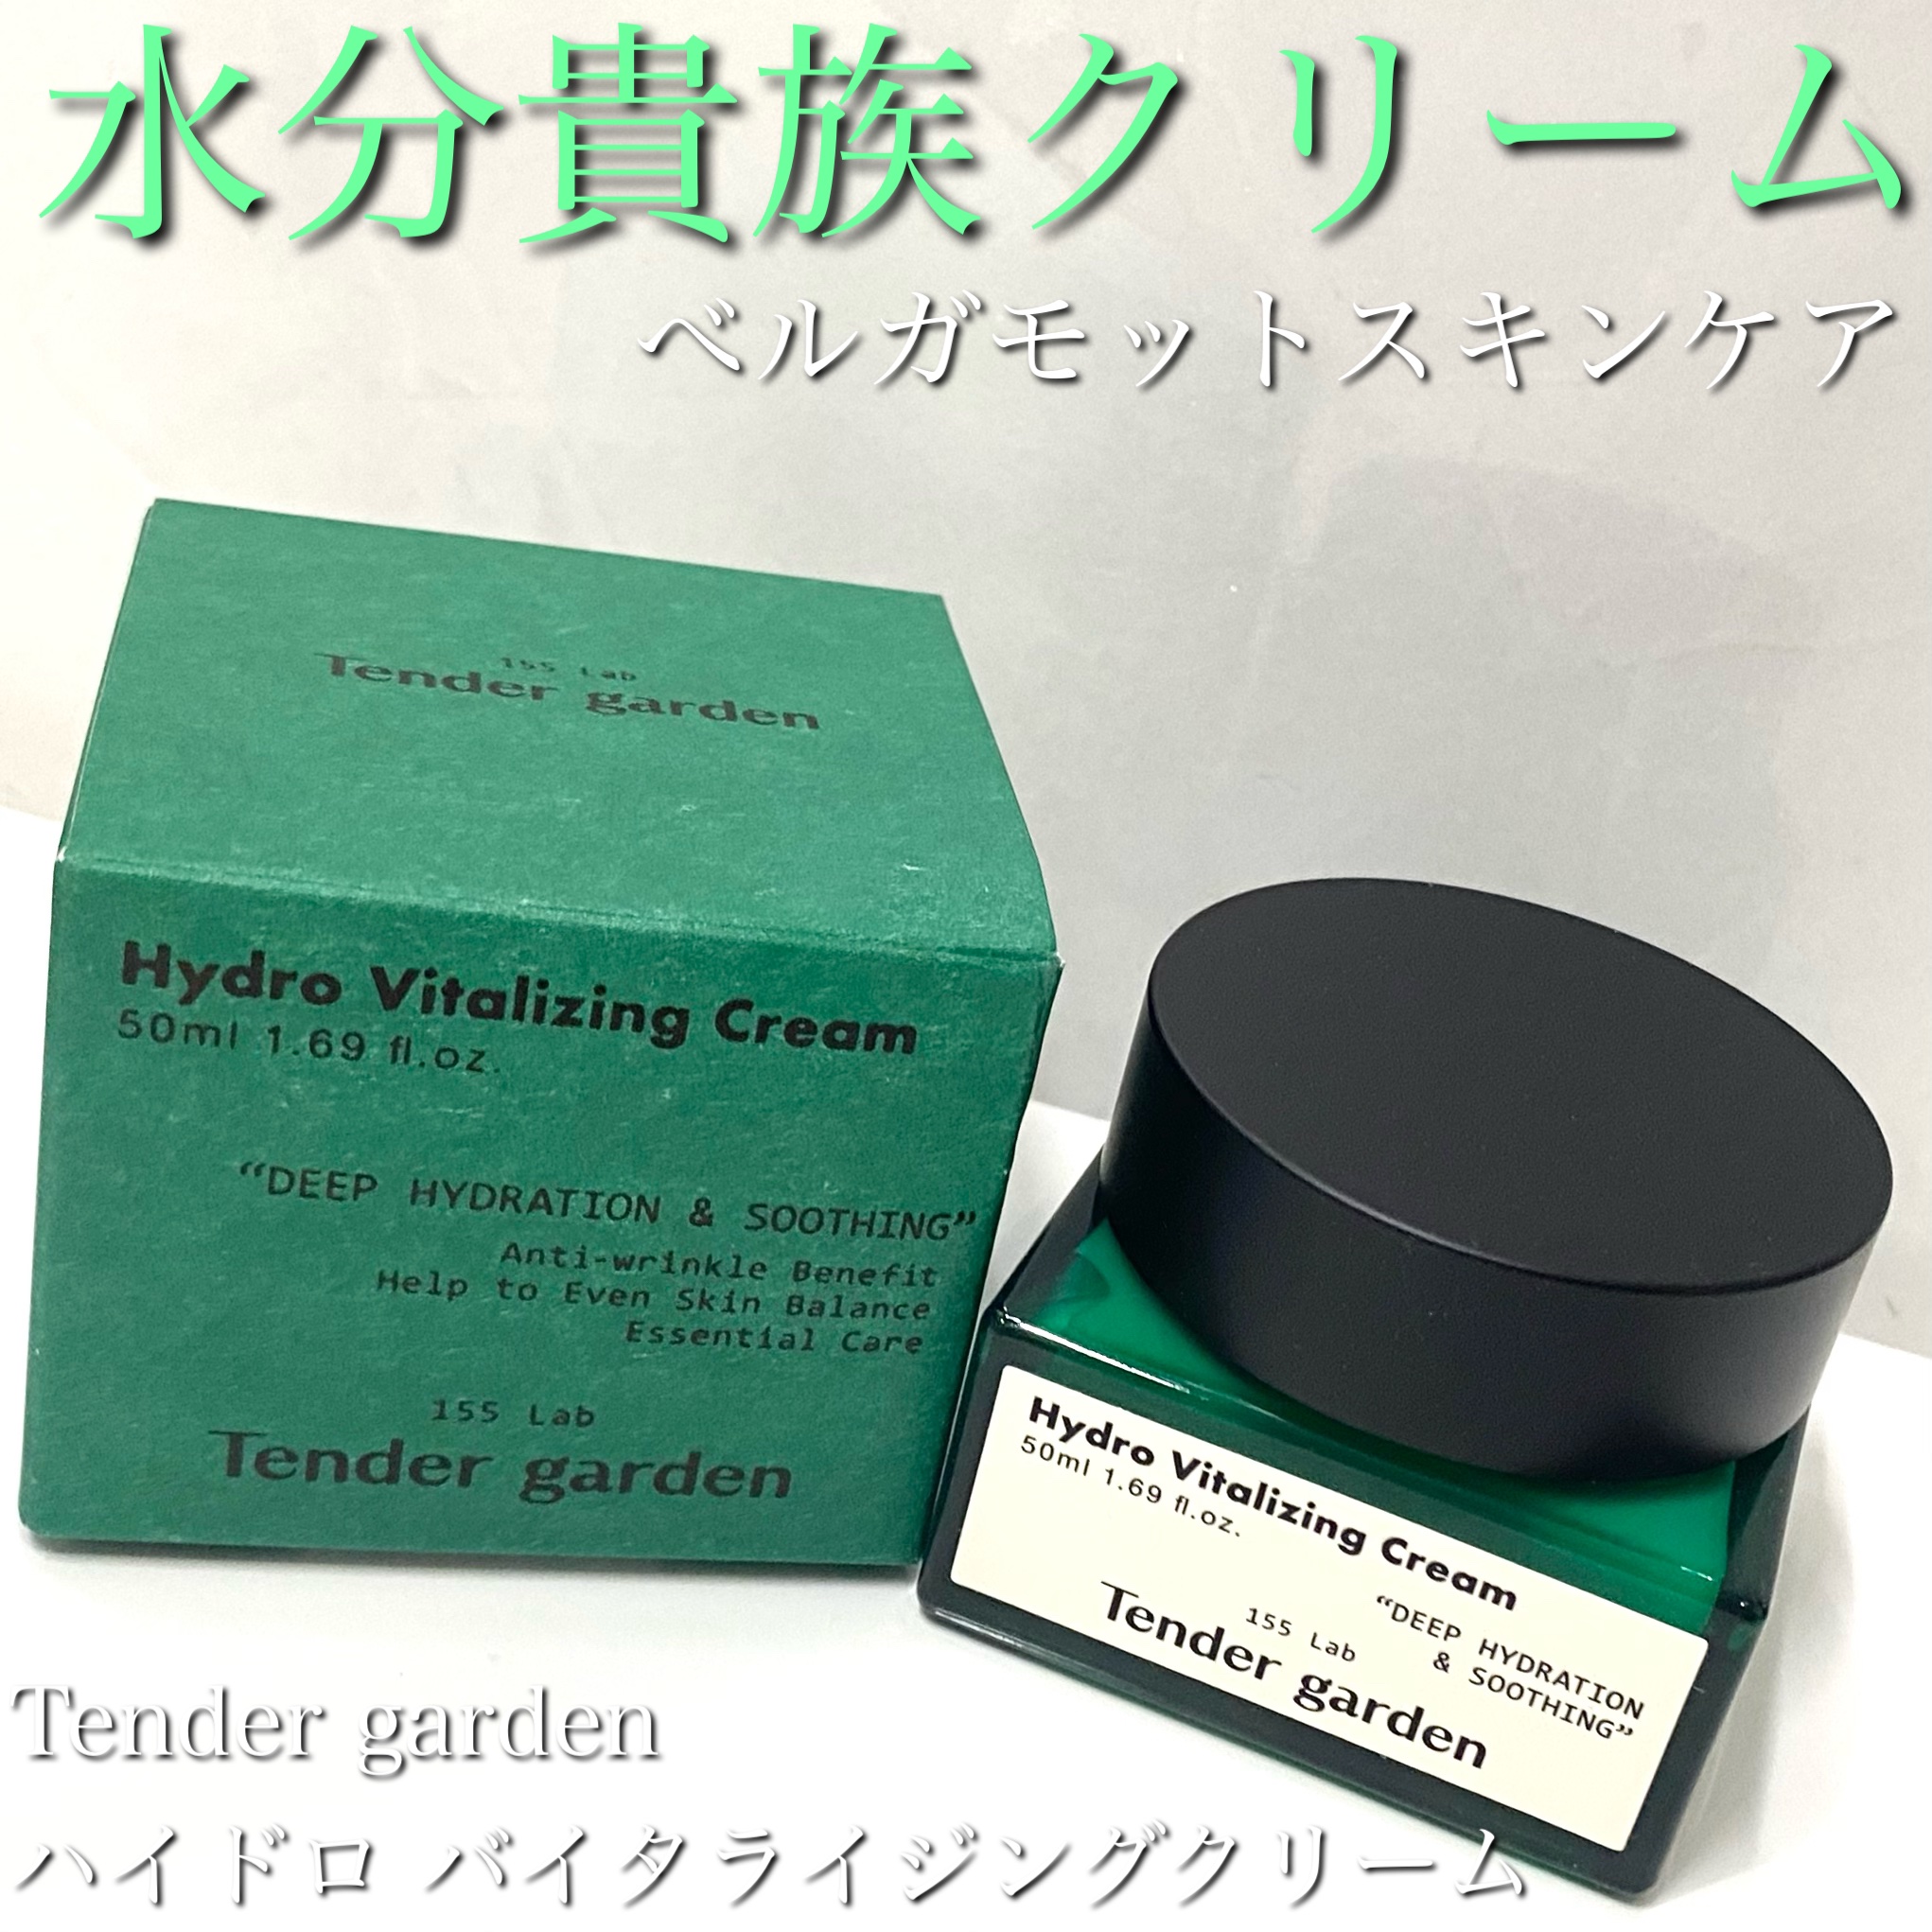 水分貴族クリーム
ベルガモットスキンケア
155 Lab
Tender garden
Hydro Vitalizing Cream
50ml 1.69 fl.oz.
“DEEP HYDRATION & SOOTHING”
Anti-wrinkle Benefit
Help to Even Skin Balance
Essential Care
155 Lab
Tender garden
Hydro Vitalizing Cream
50ml 1.69 fl.oz.
“DEEP HYDRATION
& SOOTHING”
155 Lab
Tender garden
Tender garden
ハイドロ バイタライジングクリーム